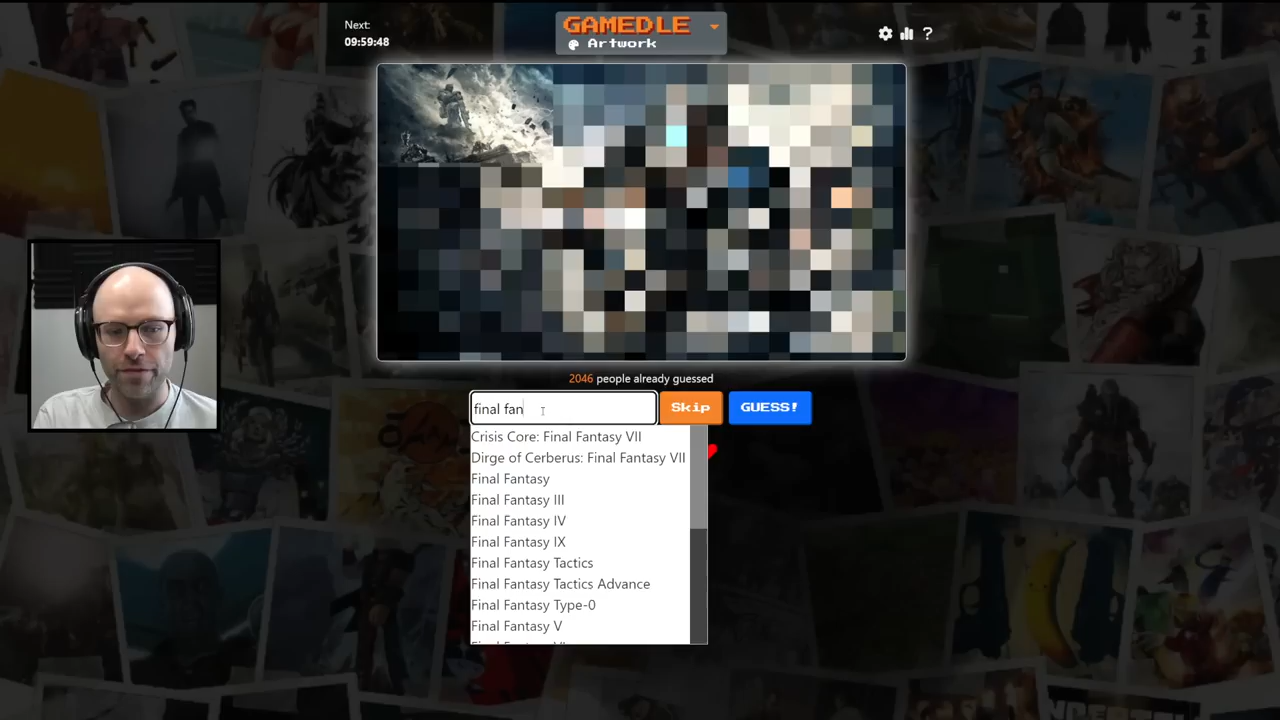 Next:
09:59:48
GAMEDLE
Artwork
?
2046 people already guessed
final fan
Skip
GUESS!
Crisis Core: Final Fantasy VII
Dirge of Cerberus: Final Fantasy VII
Final Fantasy
Final Fantasy III
Final Fantasy IV
Final Fantasy IX
Final Fantasy Tactics
Final Fantasy Tactics Advance
Final Fantasy Type-0
Final Fantasy V